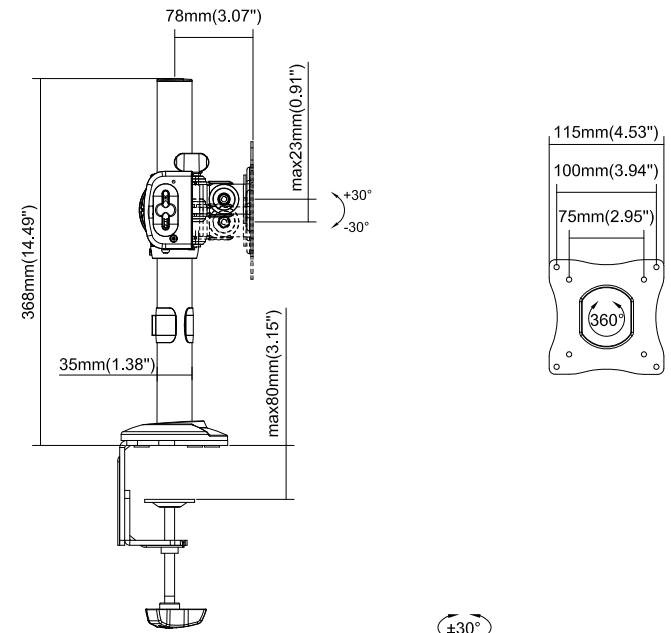 78mm(3.07")
max23mm(0.91")
+30°
-30°
368mm(14.49")
35mm(1.38")
max80mm(3.15")
115mm(4.53")
100mm(3.94")
75mm(2.95")
360°
±30°